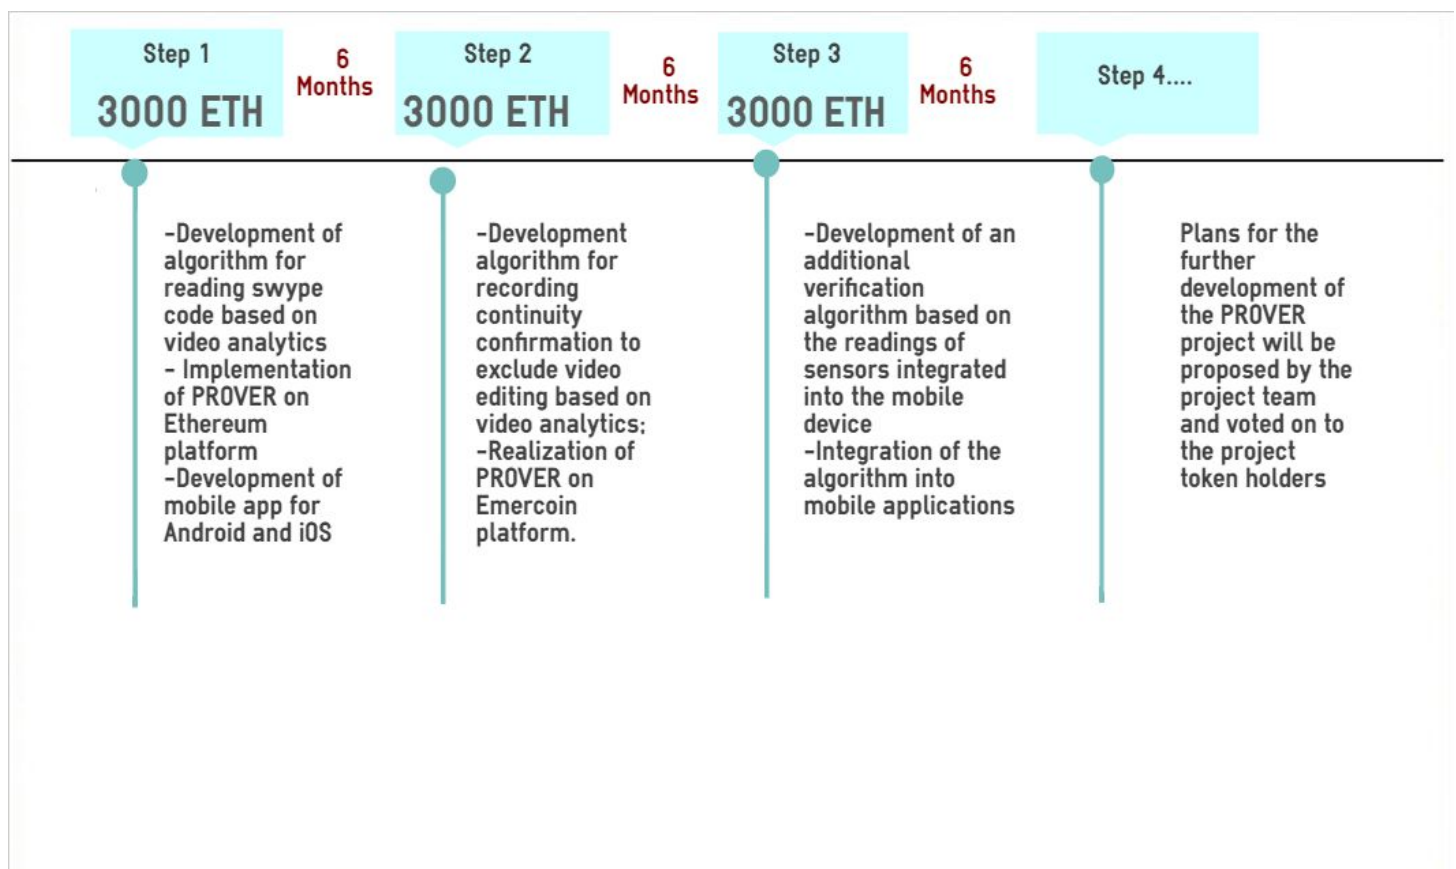 Step 1
3000 ETH
6
Months
Step 2
3000 ETH
6
Months
Step 3
3000 ETH
6
Months
Step 4....
-Development of
algorithm for
reading swype
code based on
video analytics
- Implementation
of PROVER on
Ethereum
platform
-Development of
mobile app for
Android and iOS
-Development
algorithm for
recording
continuity
confirmation to
exclude video
editing based on
video analytics;
-Realization of
PROVER on
Emercoin
platform.
-Development of an
additional
verification
algorithm based on
the readings of
sensors integrated
into the mobile
device
-Integration of the
algorithm into
mobile applications
Plans for the
further
development of
the PROVER
project will be
proposed by the
project team
and voted on to
the project
token holders